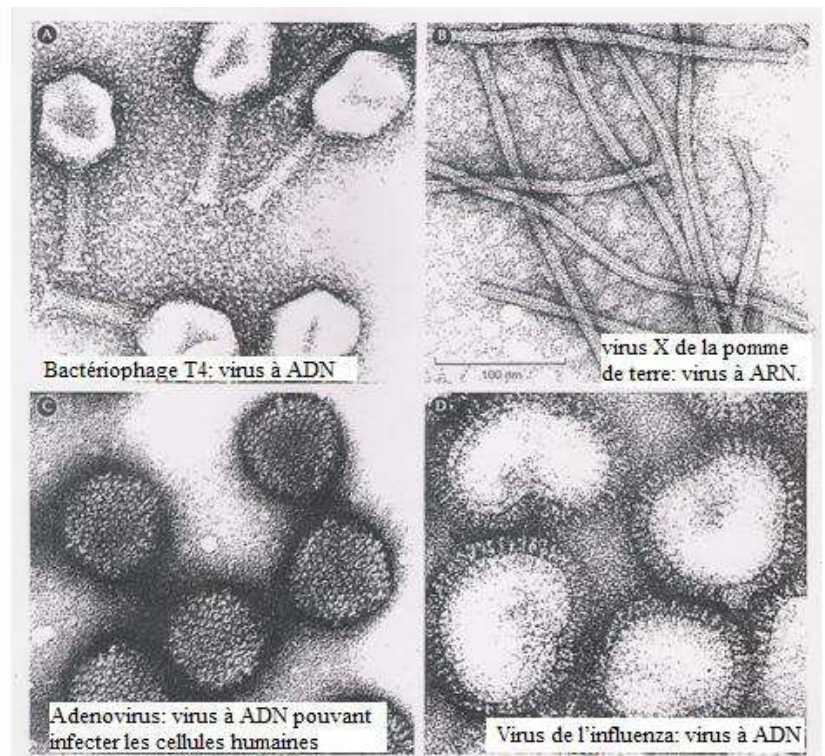 A
B
Bactériophage T4: virus à ADN
100 nm
virus X de la pomme
de terre: virus à ARN.
C
D
Adenovirus: virus à ADN pouvant
infecter les cellules humaines
Virus de l'influenza: virus à ADN